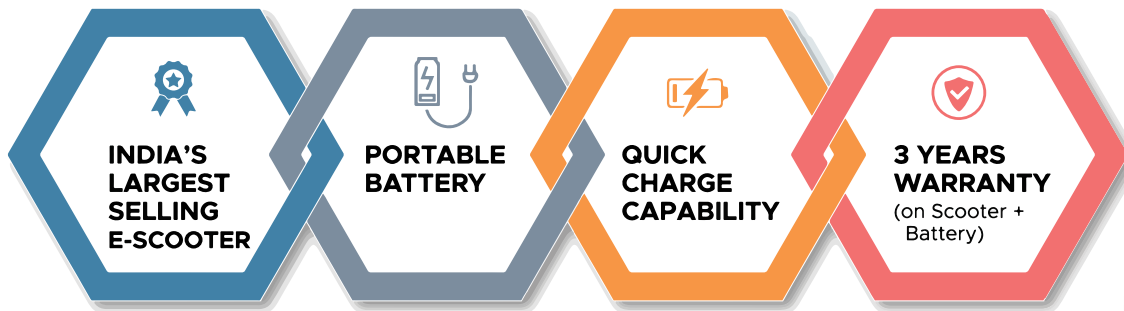 INDIA’S
LARGEST
SELLING
E-SCOOTER
PORTABLE
BATTERY
QUICK
CHARGE
CAPABILITY
3 YEARS
WARRANTY
(on Scooter +
Battery)